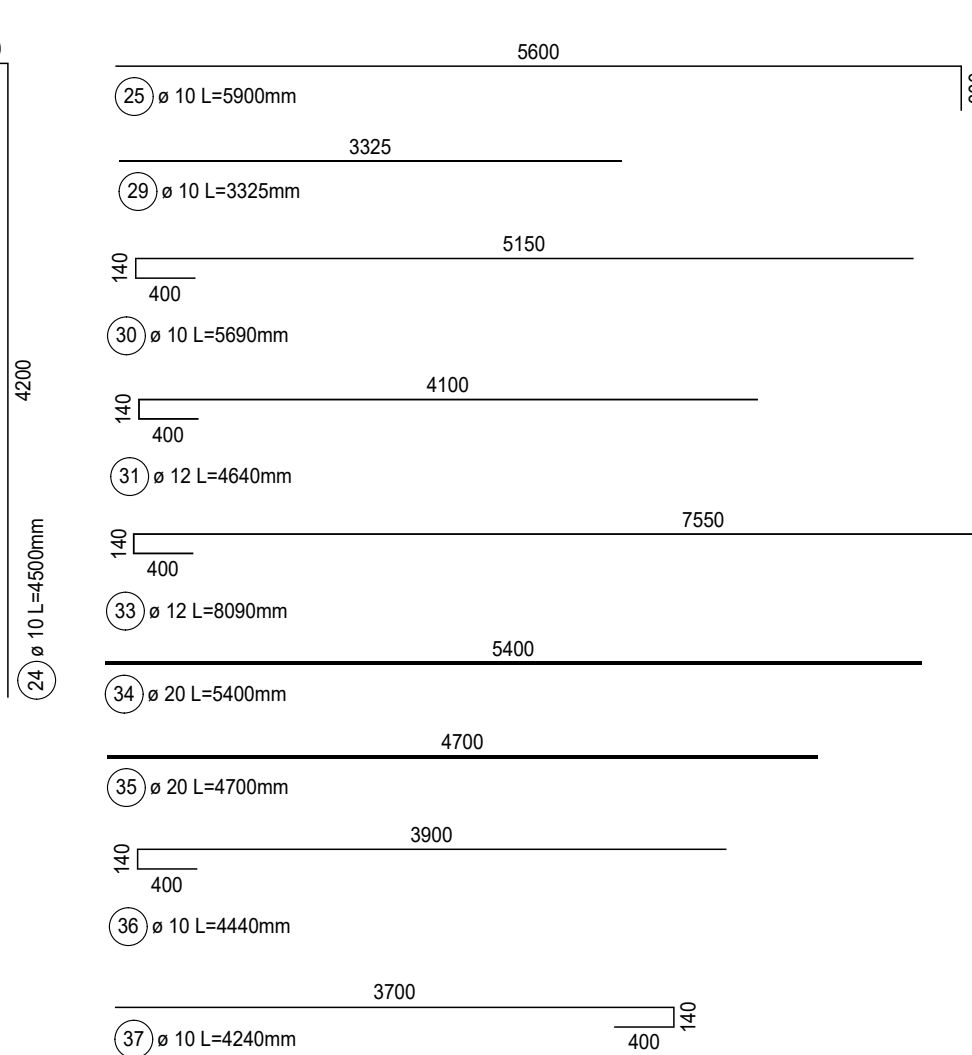 5600
25 ø 10 L=5900mm
3325
29 ø 10 L=3325mm
5150
140
400
30 ø 10 L=5690mm
4200
4100
140
400
31 ø 12 L=4640mm
7550
140
400
33 ø 12 L=8090mm
24 ø 10 L=4500mm
5400
34 ø 20 L=5400mm
4700
35 ø 20 L=4700mm
3900
140
400
36 ø 10 L=4440mm
3700
140
400
37 ø 10 L=4240mm